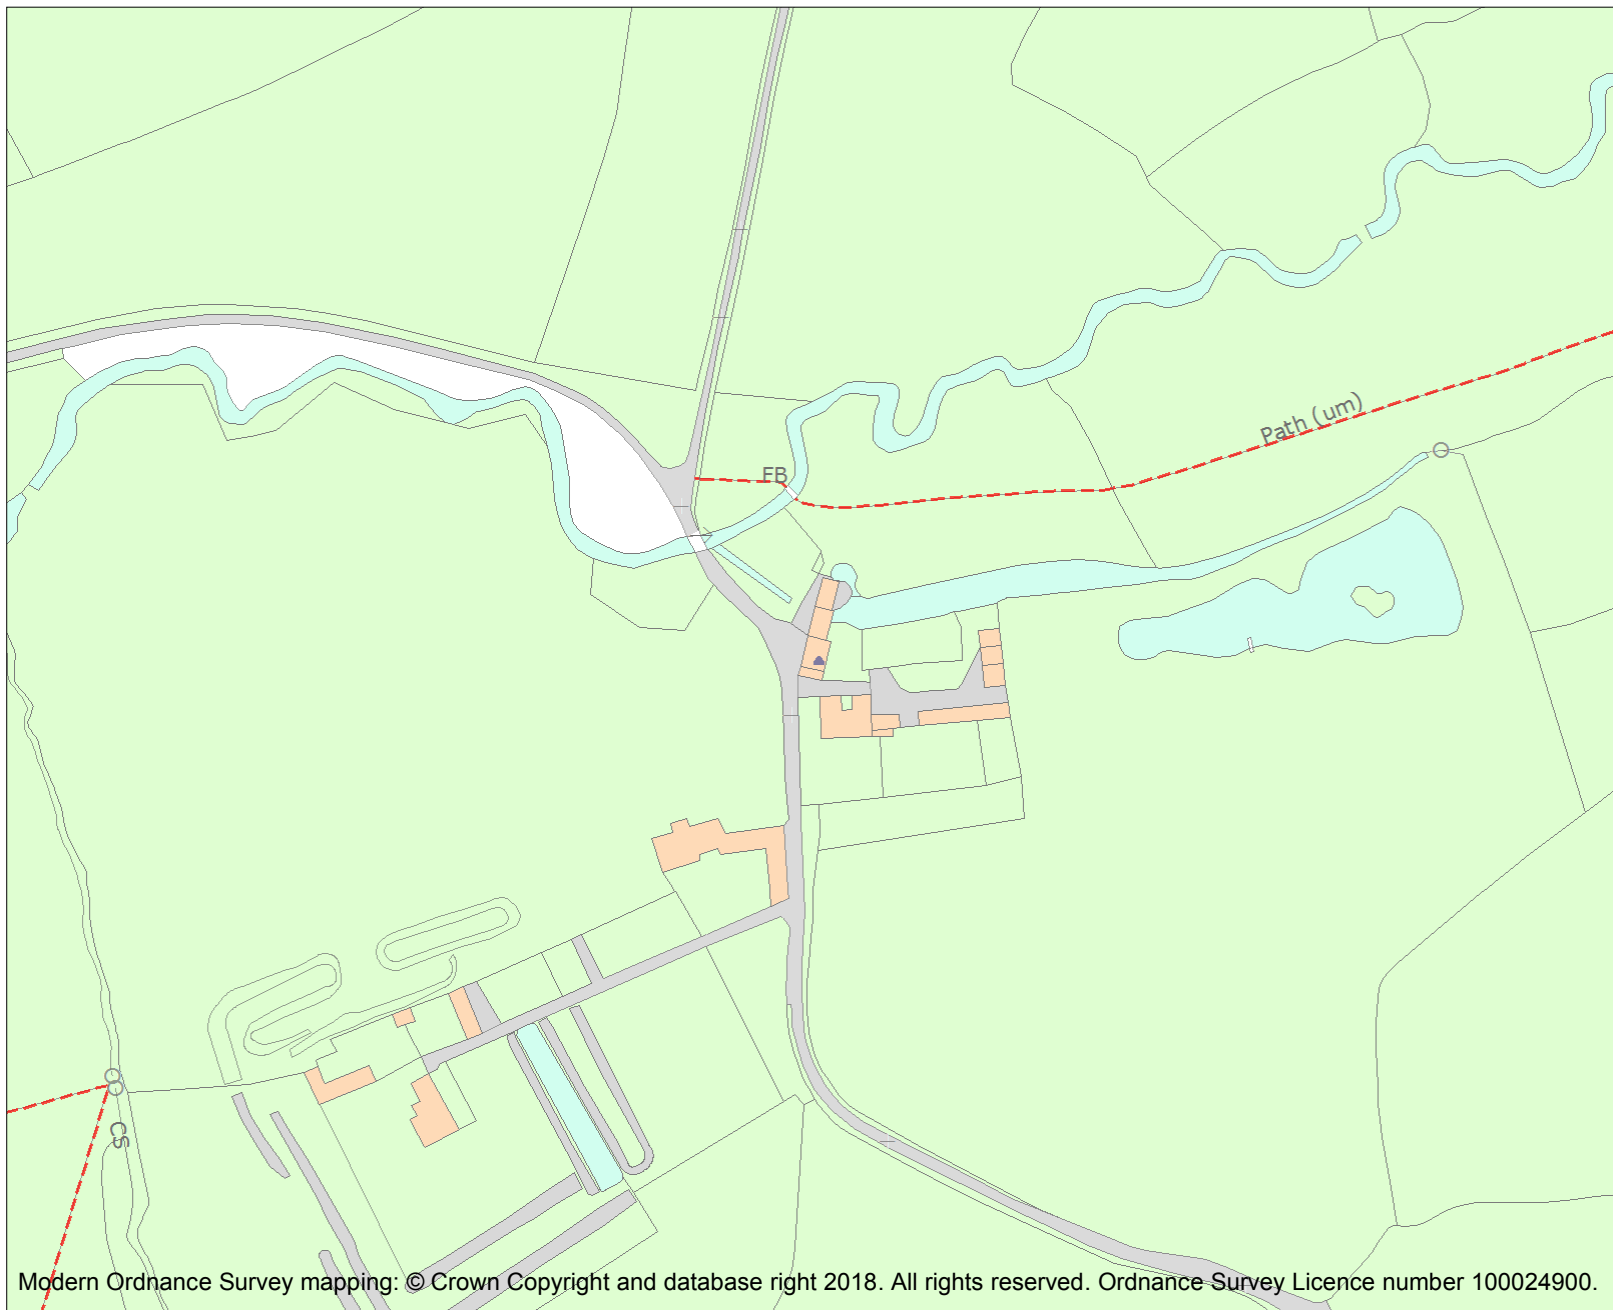 Path (um)
FB
CS
Modern Ordnance Survey mapping: © Crown Copyright and database right 2018. All rights reserved. Ordnance Survey Licence number 100024900.